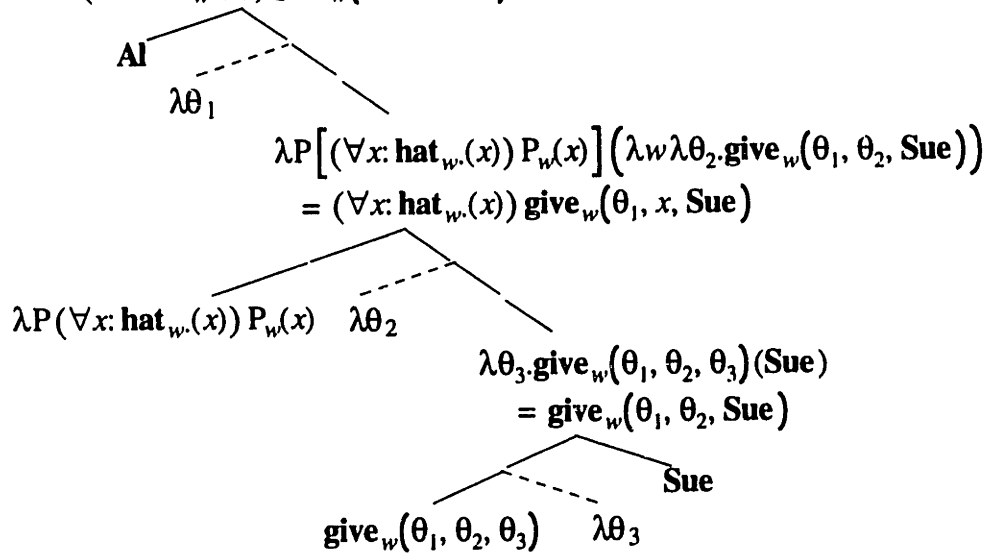 Al
λθ₁
λP[(∀x: hat_w·(x)) P_w(x)](λwλθ₂.give_w(θ₁, θ₂, Sue))
= (∀x: hat_w·(x)) give_w(θ₁, x, Sue)
λP(∀x: hat_w·(x)) P_w(x) λθ₂
λθ₃.give_w(θ₁, θ₂, θ₃)(Sue)
= give_w(θ₁, θ₂, Sue)
Sue
give_w(θ₁, θ₂, θ₃) λθ₃